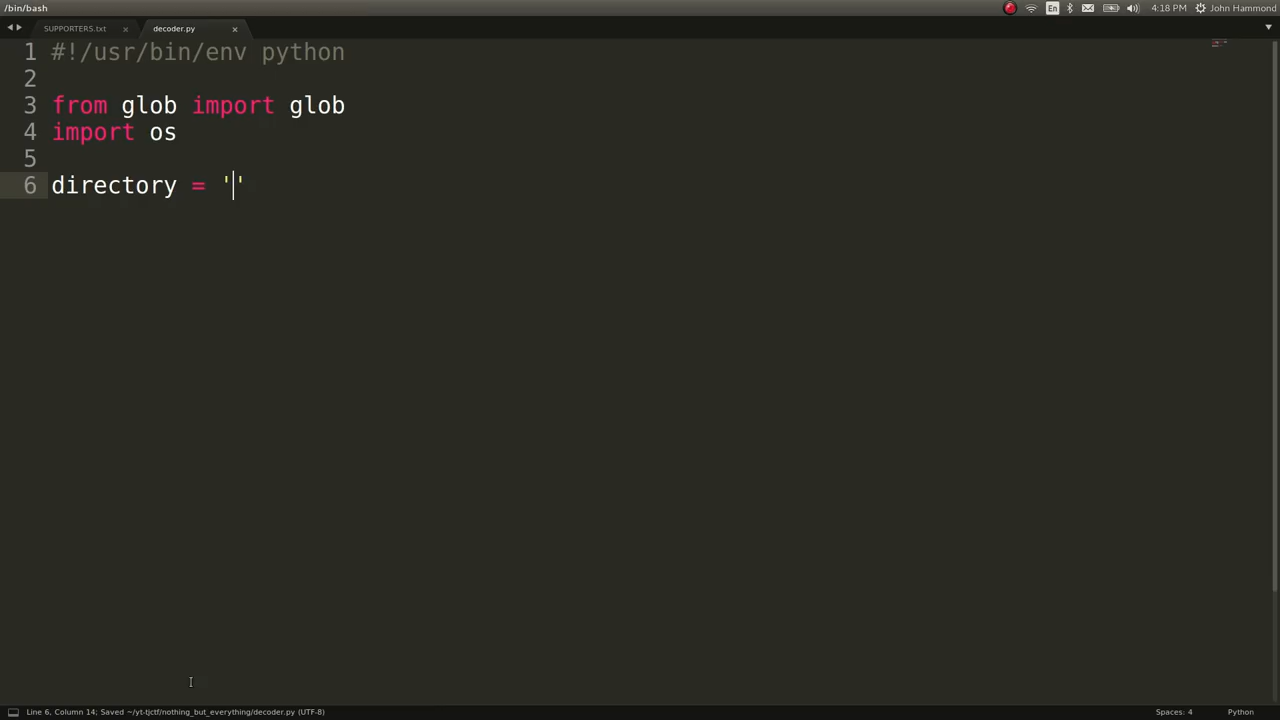 /bin/bash
En
4:18 PM
John Hammond
SUPPORTERS.txt × decoder.py ×
1 #!/usr/bin/env python
2
3 from glob import glob
4 import os
5
6 directory = ''
Line 6, Column 14; Saved ~/yt-tjctf/nothing_but_everything/decoder.py (UTF-8)
Spaces: 4
Python